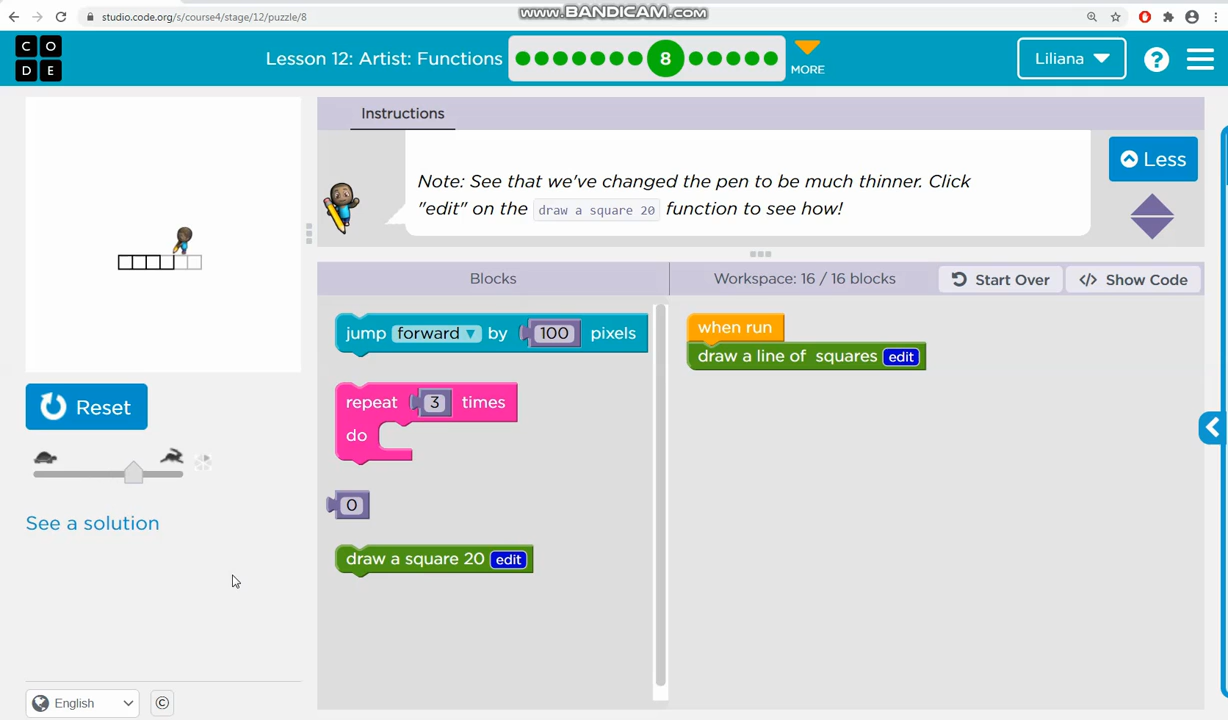 www.BANDICAM.com
studio.code.org/s/course4/stage/12/puzzle/8
C O
D E
Lesson 12: Artist: Functions
8
MORE
Liliana
?
Instructions
Note: See that we've changed the pen to be much thinner. Click
"edit" on the draw a square 20 function to see how!
Less
Blocks
Workspace: 16 / 16 blocks
Start Over
</> Show Code
jump forward by 100 pixels
repeat 3 times
do
0
draw a square 20 edit
when run
draw a line of squares edit
Reset
See a solution
English
©